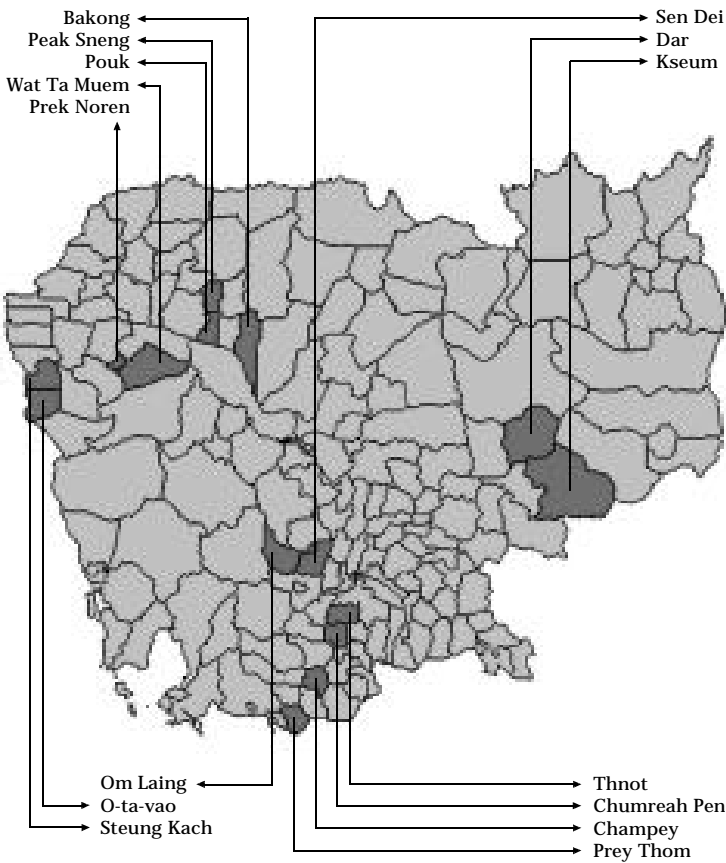 Bakong
Peak Sneng
Pouk
Wat Ta Muem
Prek Noren
Sen Dei
Dar
Kseum
Om Laing
O-ta-vao
Steung Kach
Thnot
Chumreah Pen
Champey
Prey Thom